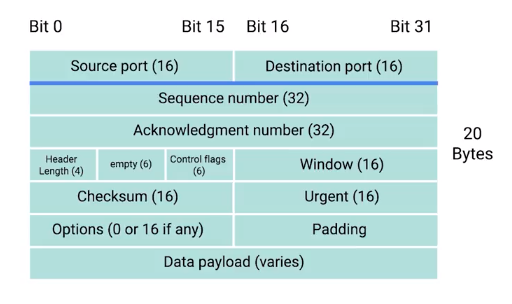 Bit 0 Bit 15 Bit 16 Bit 31
Source port (16) Destination port (16)
Sequence number (32)
Acknowledgment number (32)
Header Length (4) empty (6) Control flags (6) Window (16)
Checksum (16) Urgent (16)
Options (0 or 16 if any) Padding
Data payload (varies)
20
Bytes